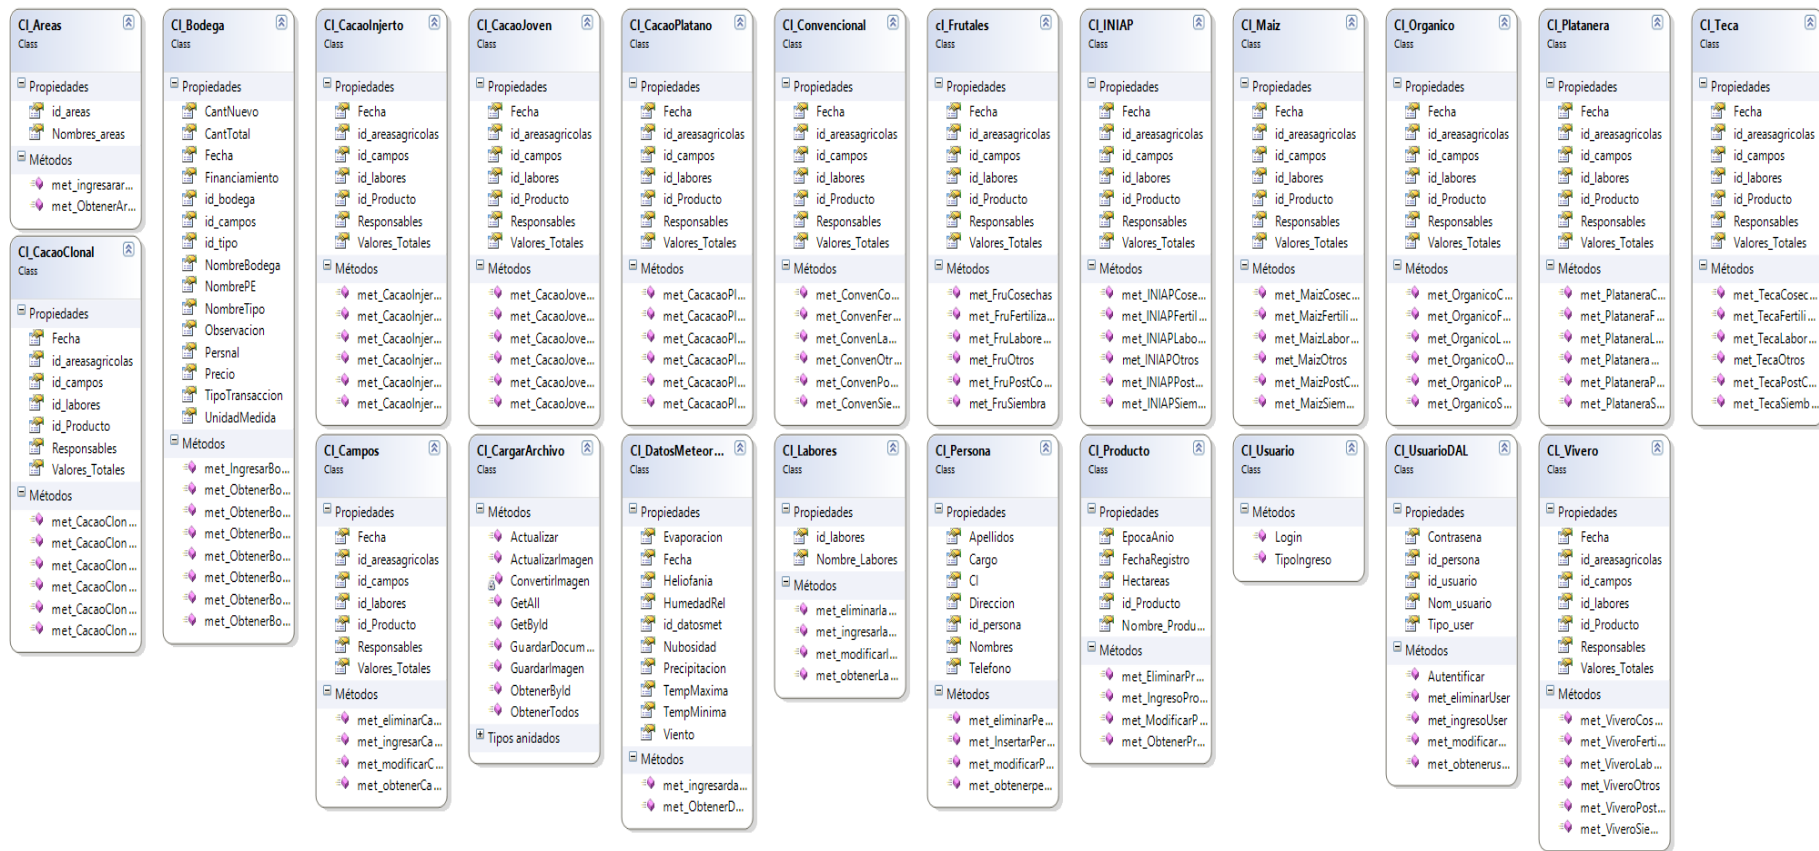 Cl_Areas
Class
Propiedades
id_areas
Nombres_areas
Métodos
met_ingresarar...
met_ObtenerAr...
Cl_CacaoClonal
Class
Propiedades
Fecha
id_areasagricolas
id_campos
id_labores
id_Producto
Responsables
Valores_Totales
Métodos
met_CacaoClon...
met_CacaoClon...
met_CacaoClon...
met_CacaoClon...
met_CacaoClon...
met_CacaoClon...
Cl_Bodega
Class
Propiedades
CantNuevo
CantTotal
Fecha
Financiamiento
id_bodega
id_campos
id_tipo
NombreBodega
NombrePE
NombreTipo
Observacion
Persnal
Precio
TipoTransaccion
UnidadMedida
Métodos
met_IngresarBo...
met_ObtenerBo...
met_ObtenerBo...
met_ObtenerBo...
met_ObtenerBo...
met_ObtenerBo...
met_ObtenerBo...
met_ObtenerBo...
Cl_CacaoInjerto
Class
Propiedades
Fecha
id_areasagricolas
id_campos
id_labores
id_Producto
Responsables
Valores_Totales
Métodos
met_CacaoInjer...
met_CacaoInjer...
met_CacaoInjer...
met_CacaoInjer...
met_CacaoInjer...
met_CacaoInjer...
Cl_CacaoJoven
Class
Propiedades
Fecha
id_areasagricolas
id_campos
id_labores
id_Producto
Responsables
Valores_Totales
Métodos
met_CacaoJove...
met_CacaoJove...
met_CacaoJove...
met_CacaoJove...
met_CacaoJove...
met_CacaoJove...
Cl_CacaoPlatano
Class
Propiedades
Fecha
id_areasagricolas
id_campos
id_labores
id_Producto
Responsables
Valores_Totales
Métodos
met_CacacaoPl...
met_CacacaoPl...
met_CacacaoPl...
met_CacacaoPl...
met_CacacaoPl...
met_CacacaoPl...
Cl_Convencional
Class
Propiedades
Fecha
id_areasagricolas
id_campos
id_labores
id_Producto
Responsables
Valores_Totales
Métodos
met_ConvenCo...
met_ConvenFer...
met_ConvenLa...
met_ConvenOtr...
met_ConvenPo...
met_ConvenSie...
cl_Frutales
Class
Propiedades
Fecha
id_areasagricolas
id_campos
id_labores
id_Producto
Responsables
Valores_Totales
Métodos
met_FruCosechas
met_FruFertiliza...
met_FruLabore...
met_FruOtros
met_FruPostCo...
met_FruSiembra
Cl_INIAP
Class
Propiedades
Fecha
id_areasagricolas
id_campos
id_labores
id_Producto
Responsables
Valores_Totales
Métodos
met_INIAPCose...
met_INIAPFertil...
met_INIAPLabo...
met_INIAPOtros
met_INIAPPost...
met_INIAPSiem...
Cl_Maiz
Class
Propiedades
Fecha
id_areasagricolas
id_campos
id_labores
id_Producto
Responsables
Valores_Totales
Métodos
met_MaizCosec...
met_MaizFertili...
met_MaizLabor...
met_MaizOtros
met_MaizPostC...
met_MaizSiem...
Cl_Organico
Class
Propiedades
Fecha
id_areasagricolas
id_campos
id_labores
id_Producto
Responsables
Valores_Totales
Métodos
met_OrganicoC...
met_OrganicoF...
met_OrganicoL...
met_OrganicoO...
met_OrganicoP...
met_OrganicoS...
Cl_Platanera
Class
Propiedades
Fecha
id_areasagricolas
id_campos
id_labores
id_Producto
Responsables
Valores_Totales
Métodos
met_PlataneraC...
met_PlataneraF...
met_PlataneraL...
met_Platanera...
met_PlataneraP...
met_PlataneraS...
Cl_Teca
Class
Propiedades
Fecha
id_areasagricolas
id_campos
id_labores
id_Producto
Responsables
Valores_Totales
Métodos
met_TecaCosec...
met_TecaFertili...
met_TecaLabor...
met_TecaOtros
met_TecaPostC...
met_TecaSiemb...
Cl_Campos
Class
Propiedades
Fecha
id_areasagricolas
id_campos
id_labores
id_Producto
Responsables
Valores_Totales
Métodos
met_eliminarCa...
met_ingresarCa...
met_modificarC...
met_obtenerCa...
Cl_CargarArchivo
Class
Métodos
Actualizar
ActualizarImagen
ConvertirImagen
GetAll
GetById
GuardarDocum...
GuardarImagen
ObtenerById
ObtenerTodos
Tipos anidados
Cl_DatosMeteor...
Class
Propiedades
Evaporacion
Fecha
Heliofania
HumedadRel
id_datosmet
Nubosidad
Precipitacion
TempMaxima
TempMinima
Viento
Métodos
met_ingresarda...
met_ObtenerD...
Cl_Labores
Class
Propiedades
id_labores
Nombre_Labores
Métodos
met_eliminarla...
met_ingresarla...
met_modificarl...
met_obtenerLa...
Cl_Persona
Class
Propiedades
Apellidos
Cargo
CI
Direccion
id_persona
Nombres
Telefono
Métodos
met_eliminarPe...
met_InsertarPer...
met_modificarP...
met_obtenerpe...
Cl_Producto
Class
Propiedades
EpocaAnio
FechaRegistro
Hectareas
id_Producto
Nombre_Produ...
Métodos
met_EliminarPr...
met_IngresoPro...
met_ModificarP...
met_ObtenerPr...
Cl_Usuario
Class
Métodos
Login
TipoIngreso
Cl_UsuarioDAL
Class
Propiedades
Contrasena
id_persona
id_usuario
Nom_usuario
Tipo_user
Métodos
Autentificar
met_eliminarUser
met_ingresoUser
met_modificar...
met_obtenerus...
CL_Vivero
Class
Propiedades
Fecha
id_areasagricolas
id_campos
id_labores
id_Producto
Responsables
Valores_Totales
Métodos
met_ViveroCos...
met_ViveroFerti...
met_ViveroLab...
met_ViveroOtros
met_ViveroPost...
met_ViveroSie...